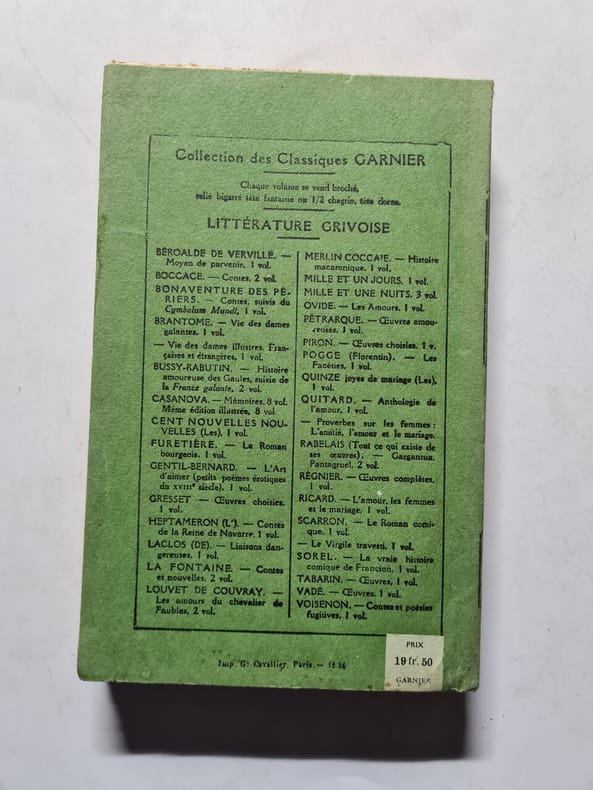 Collection des Classiques GARNIER
Chaque volume se vend broché,
relié bigarré tête fantaisie ou 1/2 chagrin, tête dorée.
LITTÉRATURE GRIVOISE
BÉROALDE DE VERVILLE. —
Moyen de parvenir, 1 vol.
BOCCACE. — Contes, 2 vol.
BONAVENTURE DES PÉ-
RIERS. — Contes, suivis du
Cymbalum Mundi, 1 vol.
BRANTOME. — Vie des dames
galantes, 1 vol.
— Vie des dames illustres. Fran-
çaises et étrangères, 1 vol.
BUSSY-RABUTIN. — Histoire
amoureuse des Gaules, suivie de
la France galante, 2 vol.
CASANOVA. — Mémoires, 8 vol.
Même édition illustrée, 8 vol.
CENT NOUVELLES NOU-
VELLES (Les), 1 vol.
FURETIÈRE. — Le Roman
bourgeois, 1 vol.
GENTIL-BERNARD. — L'Art
d'aimer (petits poèmes érotiques
du XVIIIe siècle), 1 vol.
GRESSET — Œuvres choisies,
1 vol.
HEPTAMERON (L'). — Contes
de la Reine de Navarre, 1 vol.
LACLOS (DE). — Liaisons dan-
gereuses, 1 vol.
LA FONTAINE. — Contes
et nouvelles, 2 vol.
LOUVET DE COUVRAY. —
Les amours du chevalier de
Faublas, 2 vol.
MERLIN COCCAIE. — Histoire
macaronique, 1 vol.
MILLE ET UN JOURS, 1 vol.
MILLE ET UNE NUITS, 3 vol.
OVIDE. — Les Amours, 1 vol.
PÉTRARQUE. — Œuvres amou-
reuses, 1 vol.
PIRON. — Œuvres choisies, 1 v.
POGGE (Florentin). — Les
Facéties, 1 vol.
QUINZE joyes de mariage (Les),
1 vol.
QUITARD. — Anthologie de
l'amour, 1 vol.
— Proverbes sur les femmes :
L'amitié, l'amour et le mariage.
RABELAIS (Tout ce qui existe de
ses œuvres). — Gargantua,
Pantagruel, 2 vol.
RÉGNIER. — Œuvres complètes,
1 vol.
RICARD. — L'amour, les femmes
et le mariage, 1 vol.
SCARRON. — Le Roman comi-
que, 1 vol.
— Le Virgile travesti, 1 vol.
SOREL. — La vraie histoire
comique de Francion, 1 vol.
TABARIN. — Œuvres, 1 vol.
VADÉ. — Œuvres, 1 vol.
VOISENON. — Contes et poésies
fugitives, 1 vol.
Imp. G. Cavallier, Paris. —
PRIX
19 fr. 50
GARNIER